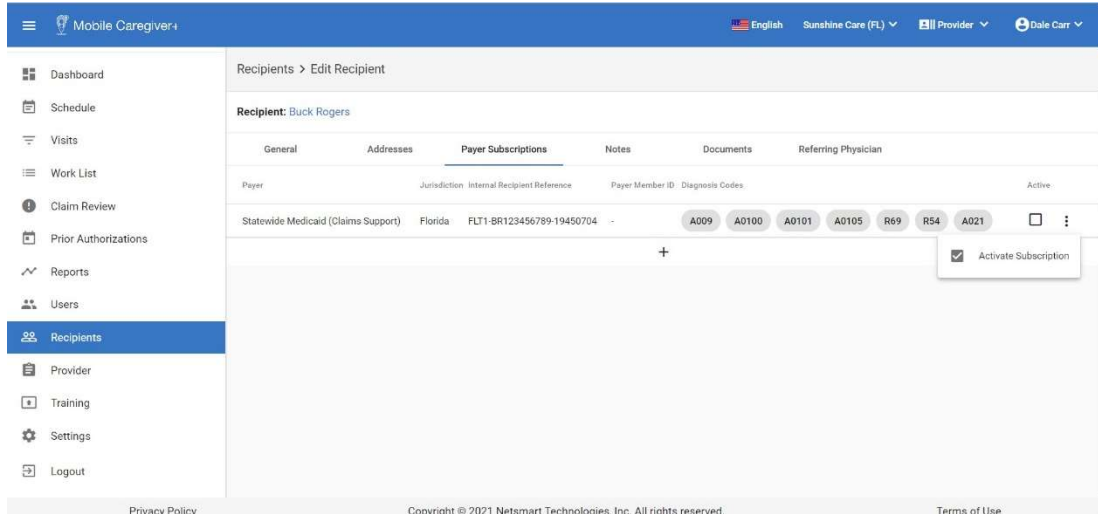 Mobile Caregiver+ English Sunshine Care (FL) Provider Dale Carr
Dashboard
Schedule
Visits
Work List
Claim Review
Prior Authorizations
Reports
Users
Recipients
Provider
Training
Settings
Logout
Recipients > Edit Recipient
Recipient: Buck Rogers
General Addresses Payer Subscriptions Notes Documents Referring Physician
Payer Jurisdiction Internal Recipient Reference Payer Member ID Diagnosis Codes Active
Statewide Medicaid (Claims Support) Florida FLT1-BR123456789-19450704 - A009 A0100 A0101 A0105 R69 R54 A021
+
Activate Subscription
Privacy Policy Copyright © 2021 Netsmart Technologies, Inc. All rights reserved. Terms of Use